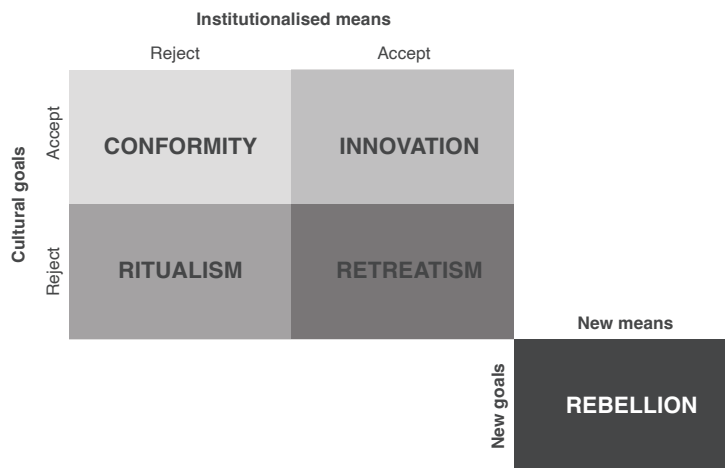 Institutionalised means
Reject
Accept
Cultural goals
Accept
CONFORMITY
INNOVATION
Reject
RITUALISM
RETREATISM
New means
New goals
REBELLION